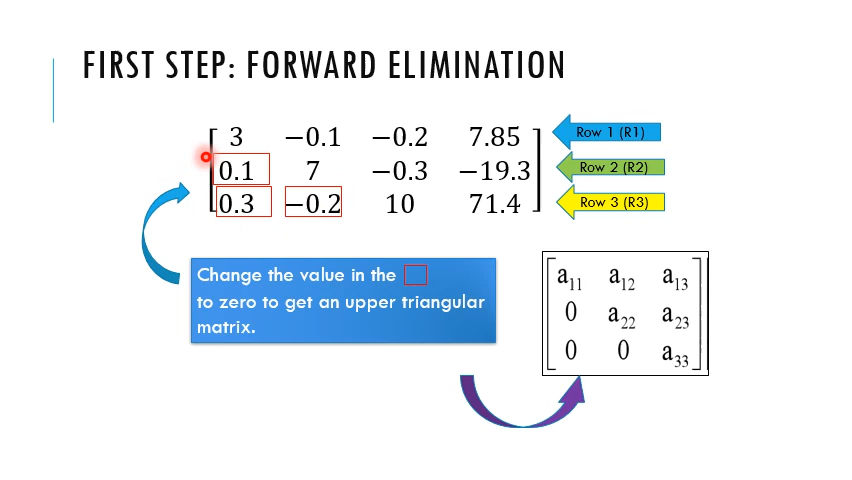 FIRST STEP: FORWARD ELIMINATION
3 −0.1 −0.2 7.85
Row 1 (R1)
0.1 7 −0.3 −19.3
Row 2 (R2)
0.3 −0.2 10 71.4
Row 3 (R3)
Change the value in the
to zero to get an upper triangular
matrix.
a₁₁ a₁₂ a₁₃
0 a₂₂ a₂₃
0 0 a₃₃